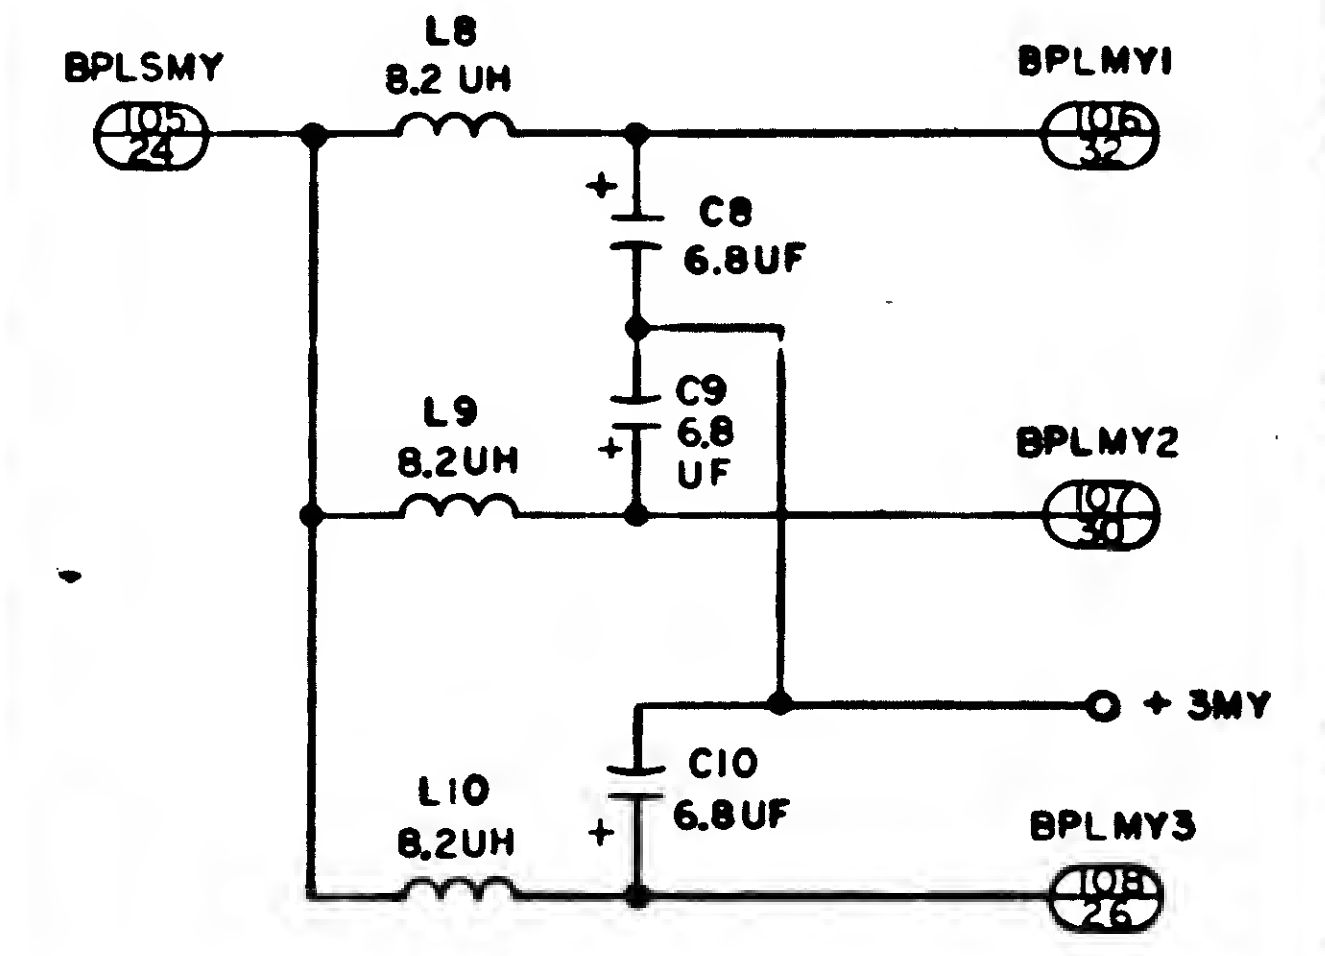 L8
8.2 UH
BPLSMY
105
24
BPLMY1
106
32
+
C8
6.8UF
C9
6.8
UF
+
L9
8.2UH
BPLMY2
107
30
+ 3MY
C10
6.8UF
+
L10
8.2UH
BPLMY3
108
26